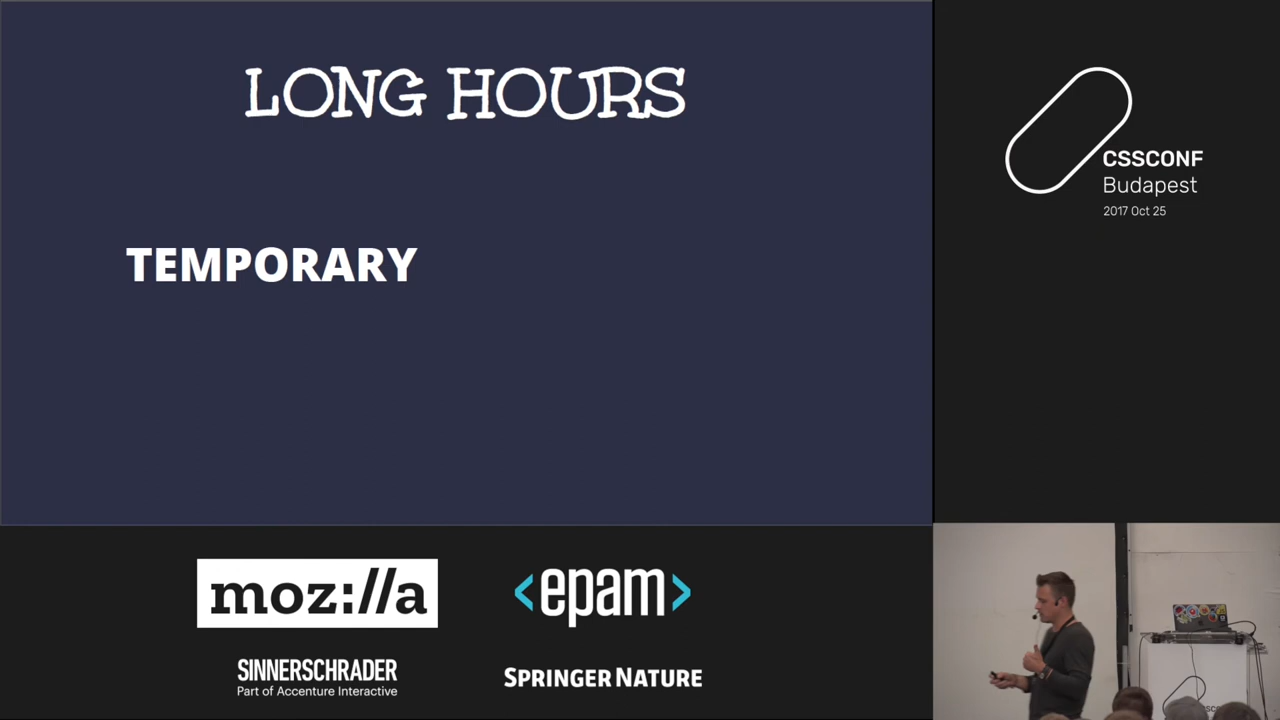 LONG HOURS
TEMPORARY
CSSCONF
Budapest
2017 Oct 25
moz://a
<epam>
SINNERSCHRADER
Part of Accenture Interactive
SPRINGER NATURE